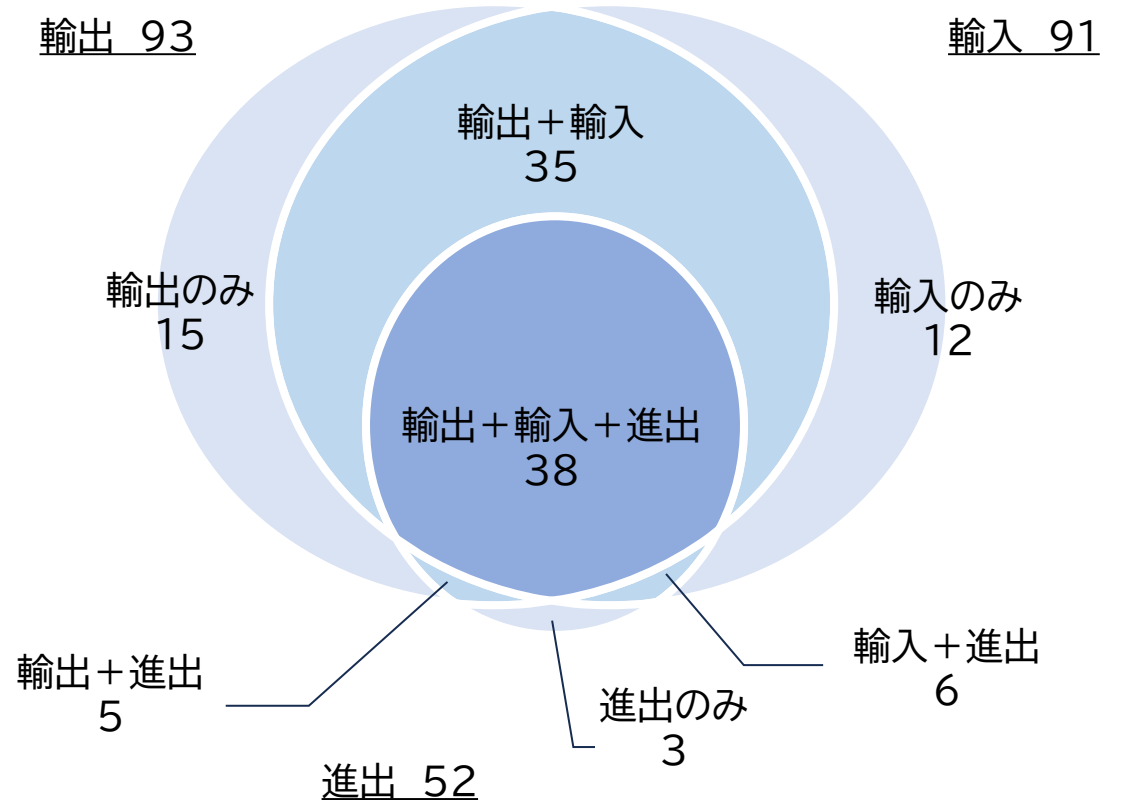 輸出 93
輸入 91
輸出+輸入
35
輸出のみ
15
輸入のみ
12
輸出+輸入+進出
38
輸出+進出
5
輸入+進出
6
進出のみ
3
進出 52